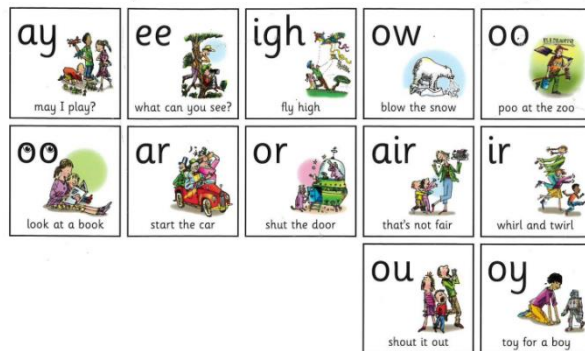 ay
may I play?
ee
what can you see?
igh
fly high
ow
blow the snow
oo
poo at the zoo
oo
look at a book
ar
start the car
or
shut the door
air
that's not fair
ir
whirl and twirl
ou
shout it out
oy
toy for a boy